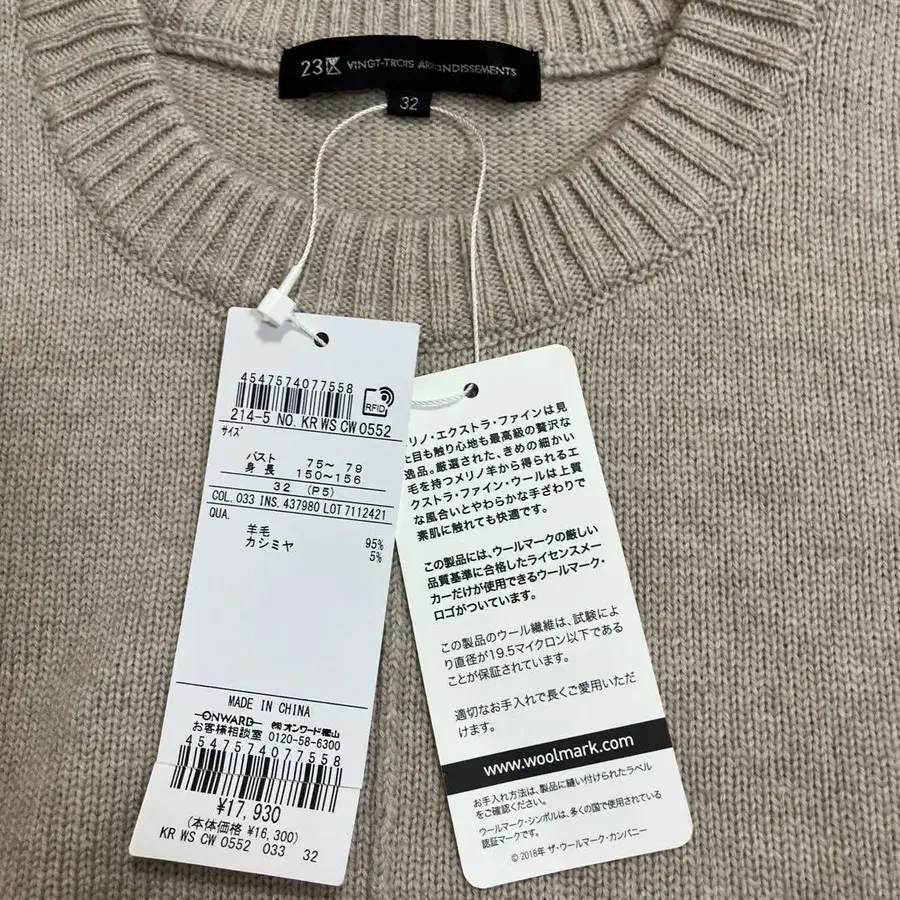 23区 VINGT-TROIS ARRONDISSEMENTS
32
4547574077558
RFID
214-5 NO. KR WS CW 0552
サイズ
バスト 75～ 79
身長 150～156
32 (P5)
COL. 033 INS. 437980 LOT 7112421
QUA.
羊毛 95%
カシミヤ 5%
MADE IN CHINA
ONWARD ㈱オンワード樫山
お客様相談室 0120-58-6300
4547574077558
¥17,930
(本体価格 ¥16,300)
KR WS CW 0552 033 32
メリノ・エクストラ・ファインは見
た目も触り心地も最高級の贅沢な
逸品。厳選された、きめの細かい
毛を持つメリノ羊から得られるエ
クストラ・ファイン・ウールは上質
な風合いとやわらかな手ざわりで
素肌に触れても快適です。
この製品には、ウールマークの厳しい
品質基準に合格したライセンスメー
カーだけが使用できるウールマーク・
ロゴがついています。
この製品のウール繊維は、試験によ
り直径が19.5マイクロン以下である
ことが保証されています。
適切なお手入れで長くご愛用いただ
けます。
www.woolmark.com
お手入れ方法は、製品に縫い付けられたラベル
をご確認ください。
ウールマーク・シンボルは、多くの国で使用されている
認証マークです。
© 2018年 ザ・ウールマーク・カンパニー